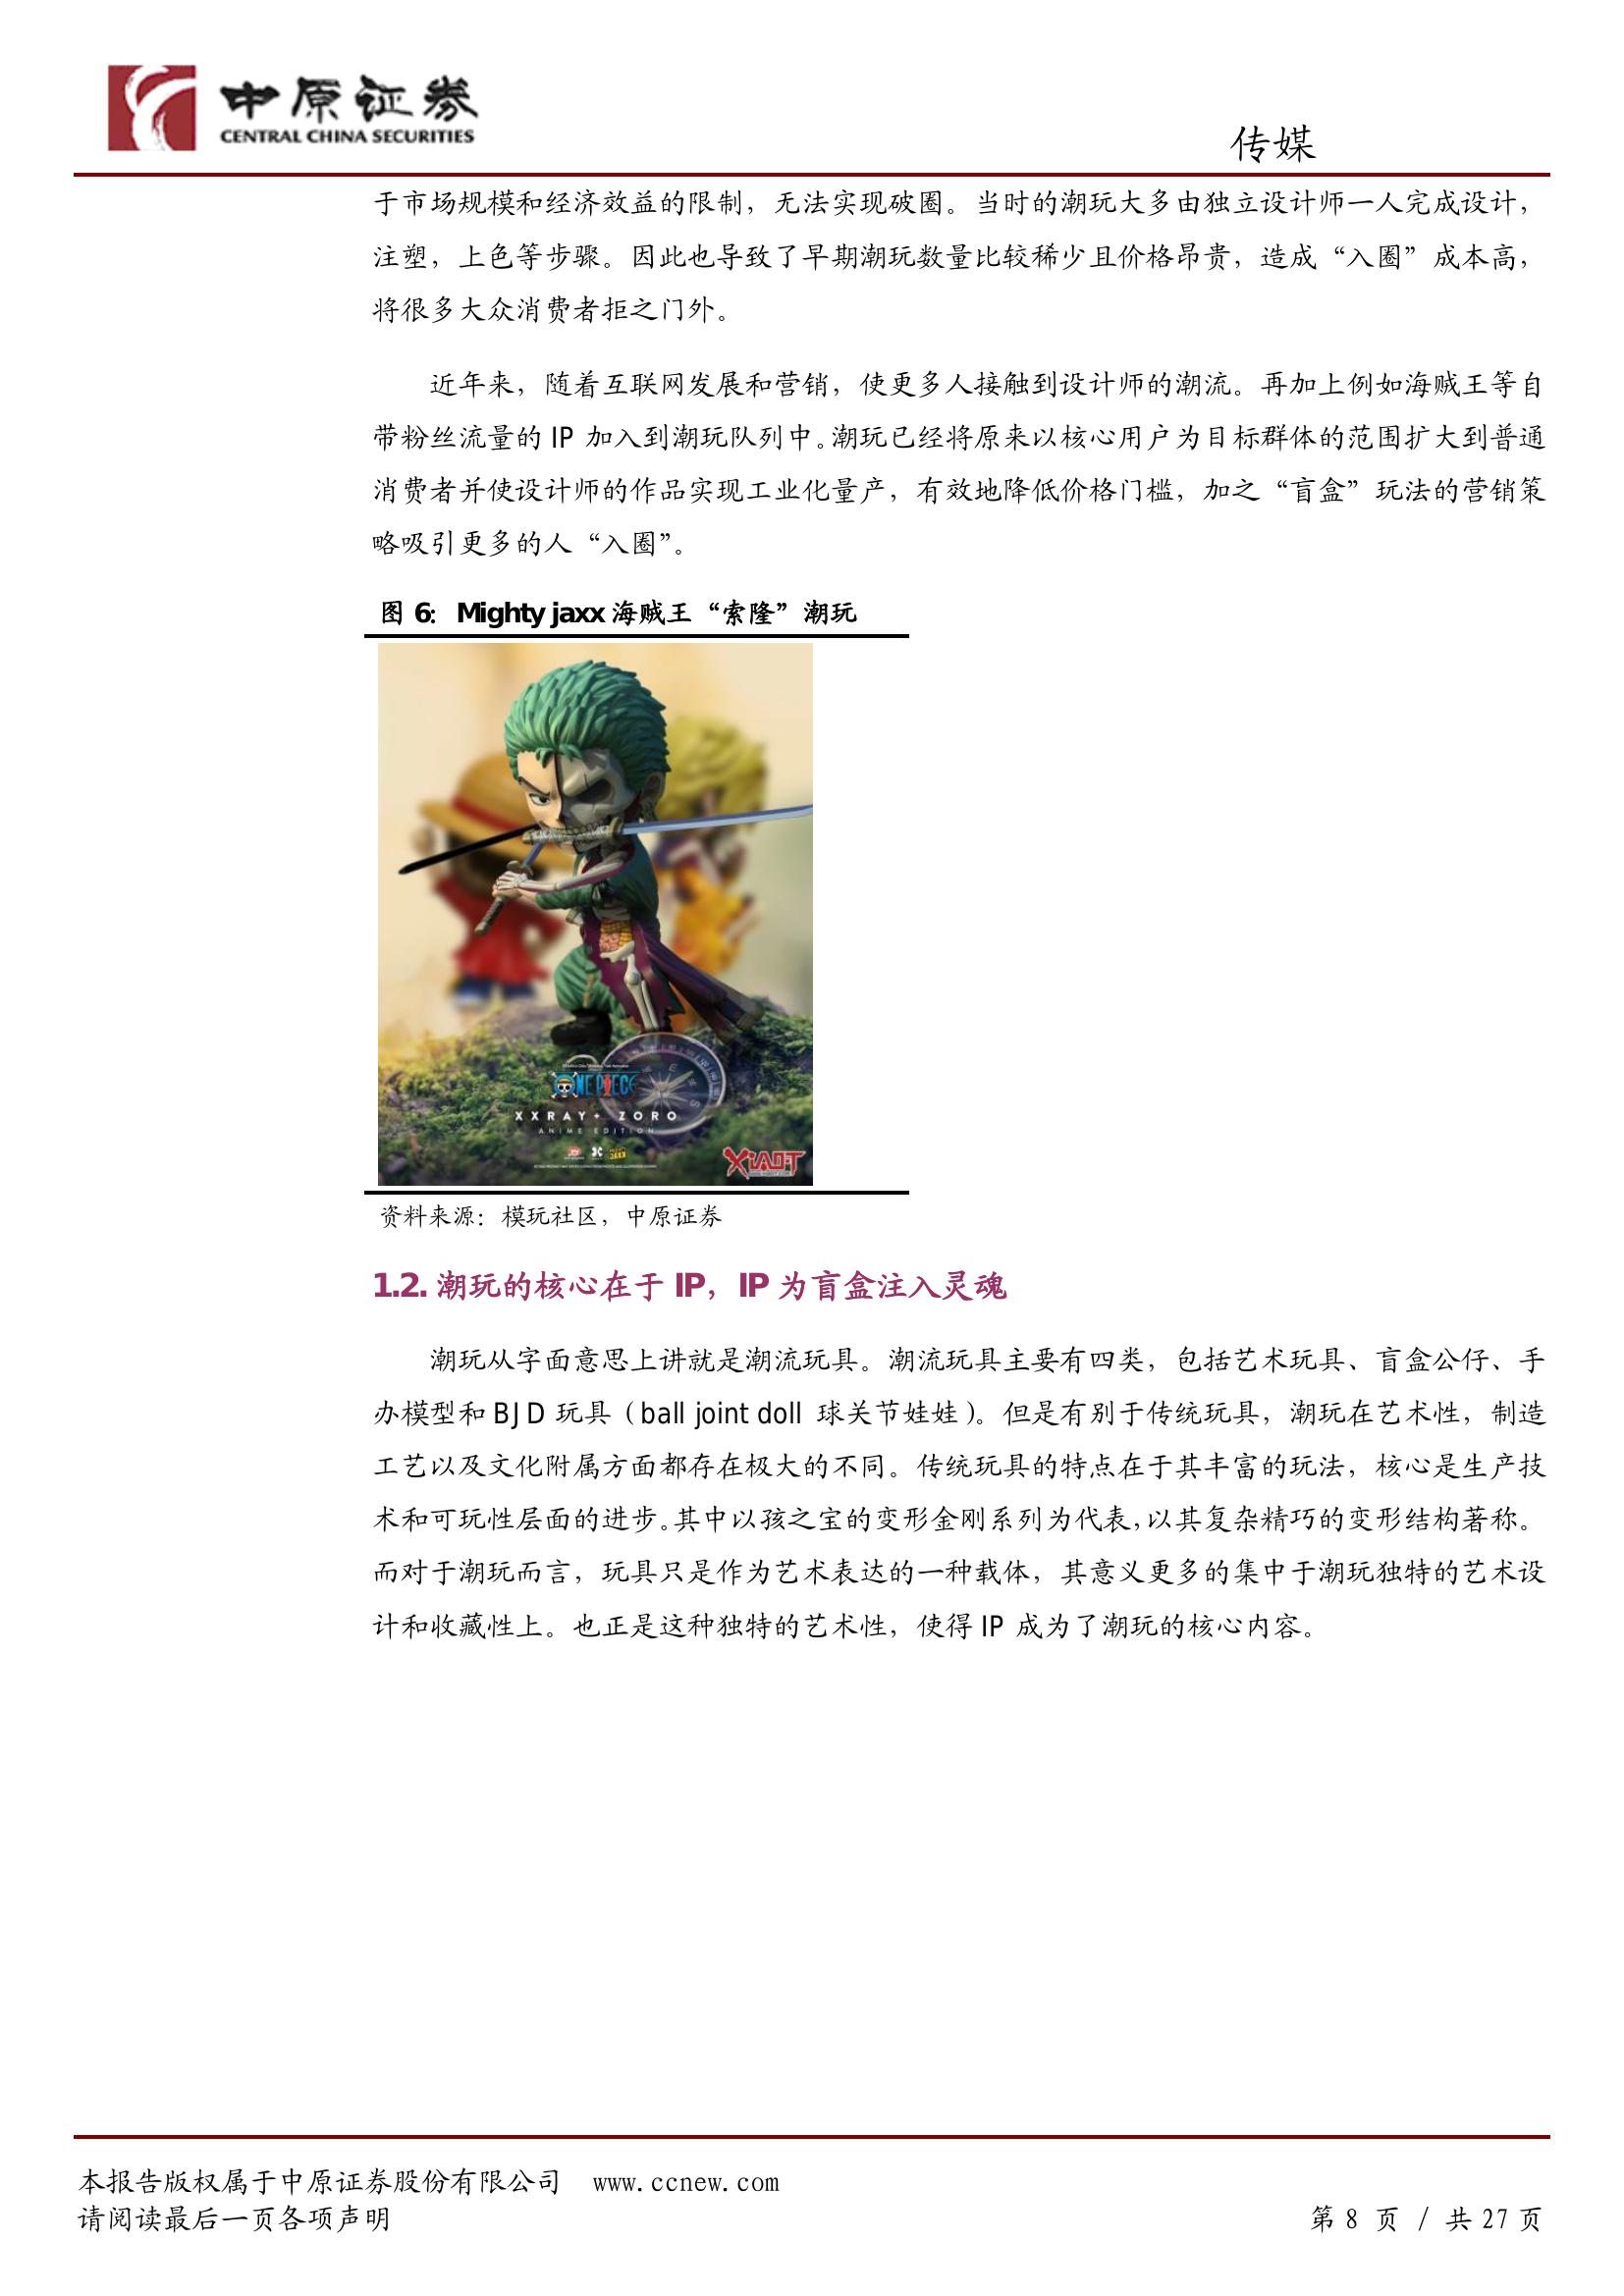 中原证券
CENTRAL CHINA SECURITIES
传媒
于市场规模和经济效益的限制，无法实现破圈。当时的潮玩大多由独立设计师一人完成设计，
注塑，上色等步骤。因此也导致了早期潮玩数量比较稀少且价格昂贵，造成“入圈”成本高，
将很多大众消费者拒之门外。
近年来，随着互联网发展和营销，使更多人接触到设计师的潮流。再加上例如海贼王等自
带粉丝流量的 IP 加入到潮玩队列中。潮玩已经将原来以核心用户为目标群体的范围扩大到普通
消费者并使设计师的作品实现工业化量产，有效地降低价格门槛，加之“盲盒”玩法的营销策
略吸引更多的人“入圈”。
图 6：Mighty jaxx 海贼王“索隆”潮玩
ONE PIECE
XXRAY+ ZORO
ANIME EDITION
XiAOT
资料来源：模玩社区，中原证券
1.2. 潮玩的核心在于 IP，IP 为盲盒注入灵魂
潮玩从字面意思上讲就是潮流玩具。潮流玩具主要有四类，包括艺术玩具、盲盒公仔、手
办模型和 BJD 玩具（ball joint doll 球关节娃娃）。但是有别于传统玩具，潮玩在艺术性，制造
工艺以及文化附属方面都存在极大的不同。传统玩具的特点在于其丰富的玩法，核心是生产技
术和可玩性层面的进步。其中以孩之宝的变形金刚系列为代表，以其复杂精巧的变形结构著称。
而对于潮玩而言，玩具只是作为艺术表达的一种载体，其意义更多的集中于潮玩独特的艺术设
计和收藏性上。也正是这种独特的艺术性，使得 IP 成为了潮玩的核心内容。
本报告版权属于中原证券股份有限公司 www.ccnew.com
请阅读最后一页各项声明
第 8 页 / 共 27 页